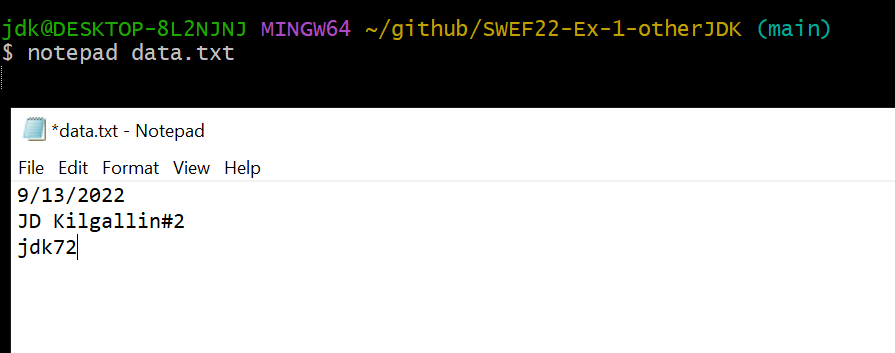 jdk@DESKTOP-8L2NJNJ MINGW64 ~/github/SWEF22-Ex-1-otherJDK (main)
$ notepad data.txt
*data.txt - Notepad
File Edit Format View Help
9/13/2022
JD Kilgallin#2
jdk72